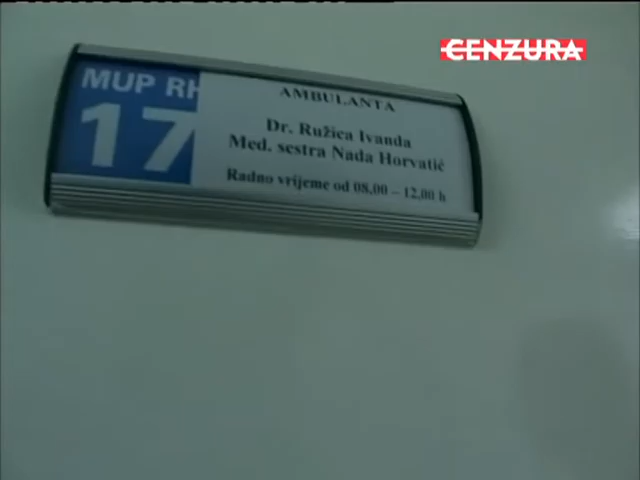 CENZURA
MUP RH
17
AMBULANTA
Dr. Ružica Ivanda
Med. sestra Nada Horvatić
Radno vrijeme od 08,00 – 12,00 h